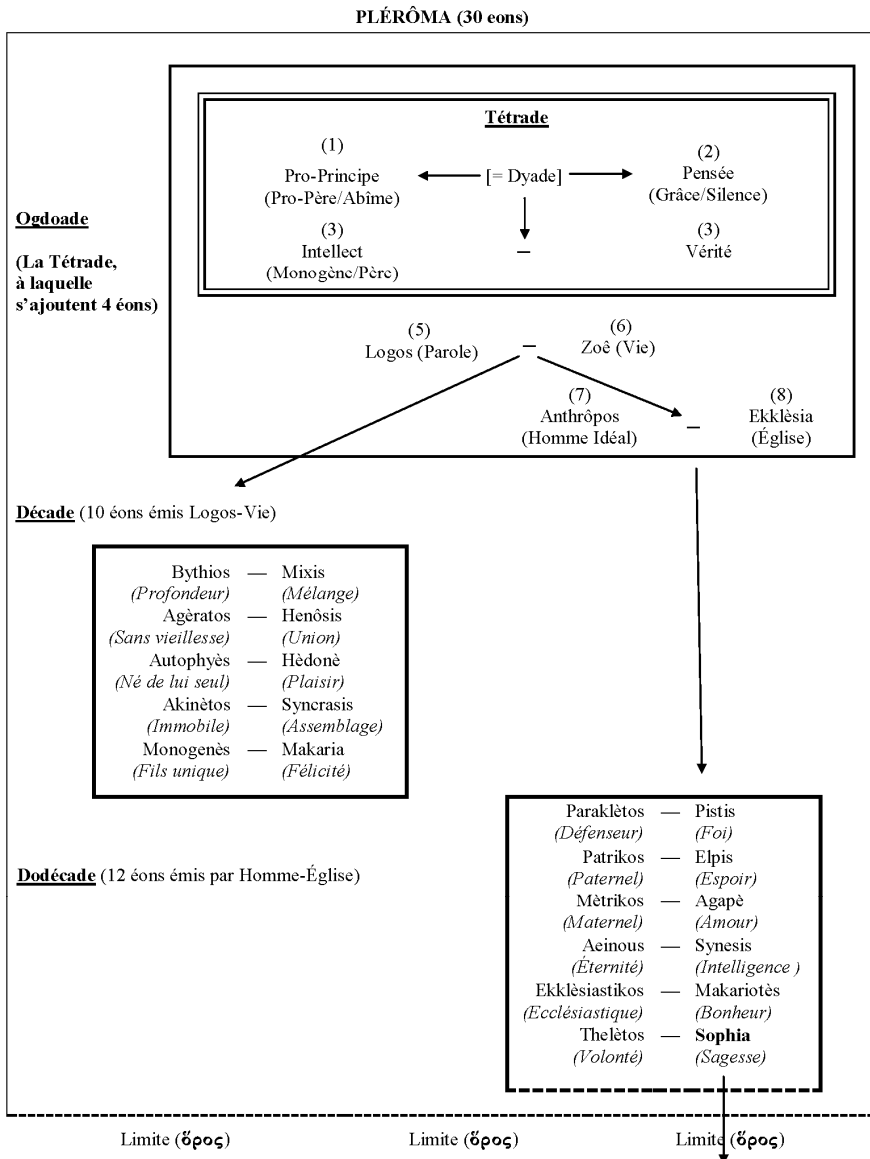 PLÉRÔMA (30 eons)
Tétrade
(1)
(2)
Pro-Principe [= Dyade] Pensée
(Pro-Père/Abîme) (Grâce/Silence)
Ogdoade
(3) (3)
Intellect – Vérité
(Monogène/Père)
(La Tétrade,
à laquelle
s’ajoutent 4 éons)
(5) (6)
Logos (Parole) – Zoê (Vie)
(7) (8)
Anthrôpos – Ekklèsia
(Homme Idéal) (Église)
Décade (10 éons émis Logos-Vie)
Bythios — Mixis
(Profondeur) (Mélange)
Agèratos — Henôsis
(Sans vieillesse) (Union)
Autophyès — Hèdonè
(Né de lui seul) (Plaisir)
Akinètos — Syncrasis
(Immobile) (Assemblage)
Monogenès — Makaria
(Fils unique) (Félicité)
Dodécade (12 éons émis par Homme-Église)
Paraklètos — Pistis
(Défenseur) (Foi)
Patrikos — Elpis
(Paternel) (Espoir)
Mètrikos — Agapè
(Maternel) (Amour)
Aeinous — Synesis
(Éternité) (Intelligence )
Ekklèsiastikos — Makariotès
(Ecclésiastique) (Bonheur)
Thelètos — Sophia
(Volonté) (Sagesse)
Limite (ὅρος) Limite (ὅρος) Limite (ὅρος)